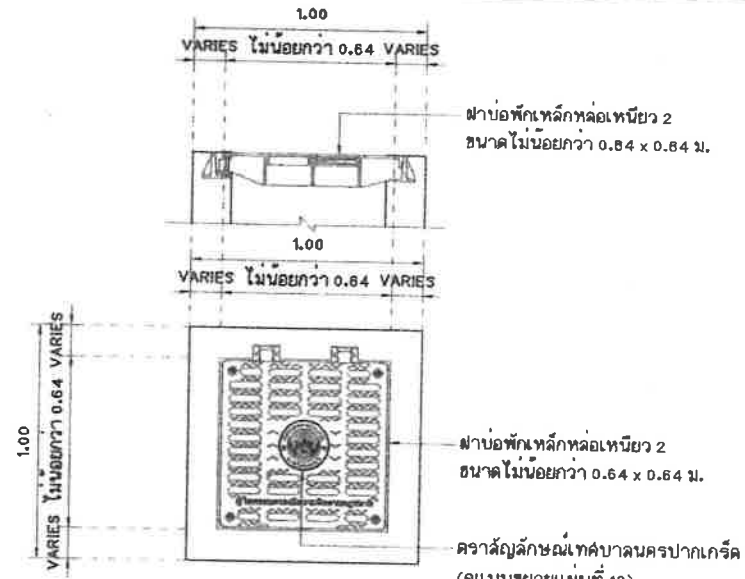 1.00
VARIES ไม่น้อยกว่า 0.64 VARIES
ฝาบ่อพักเหล็กหล่อเหนียว 2
ขนาดไม่น้อยกว่า 0.64 x 0.64 ม.
1.00
VARIES ไม่น้อยกว่า 0.64 VARIES
1.00
VARIES ไม่น้อยกว่า 0.64 VARIES
ฝาบ่อพักเหล็กหล่อเหนียว 2
ขนาดไม่น้อยกว่า 0.64 x 0.64 ม.
ตราสัญลักษณ์เทศบาลนครปากเกร็ด